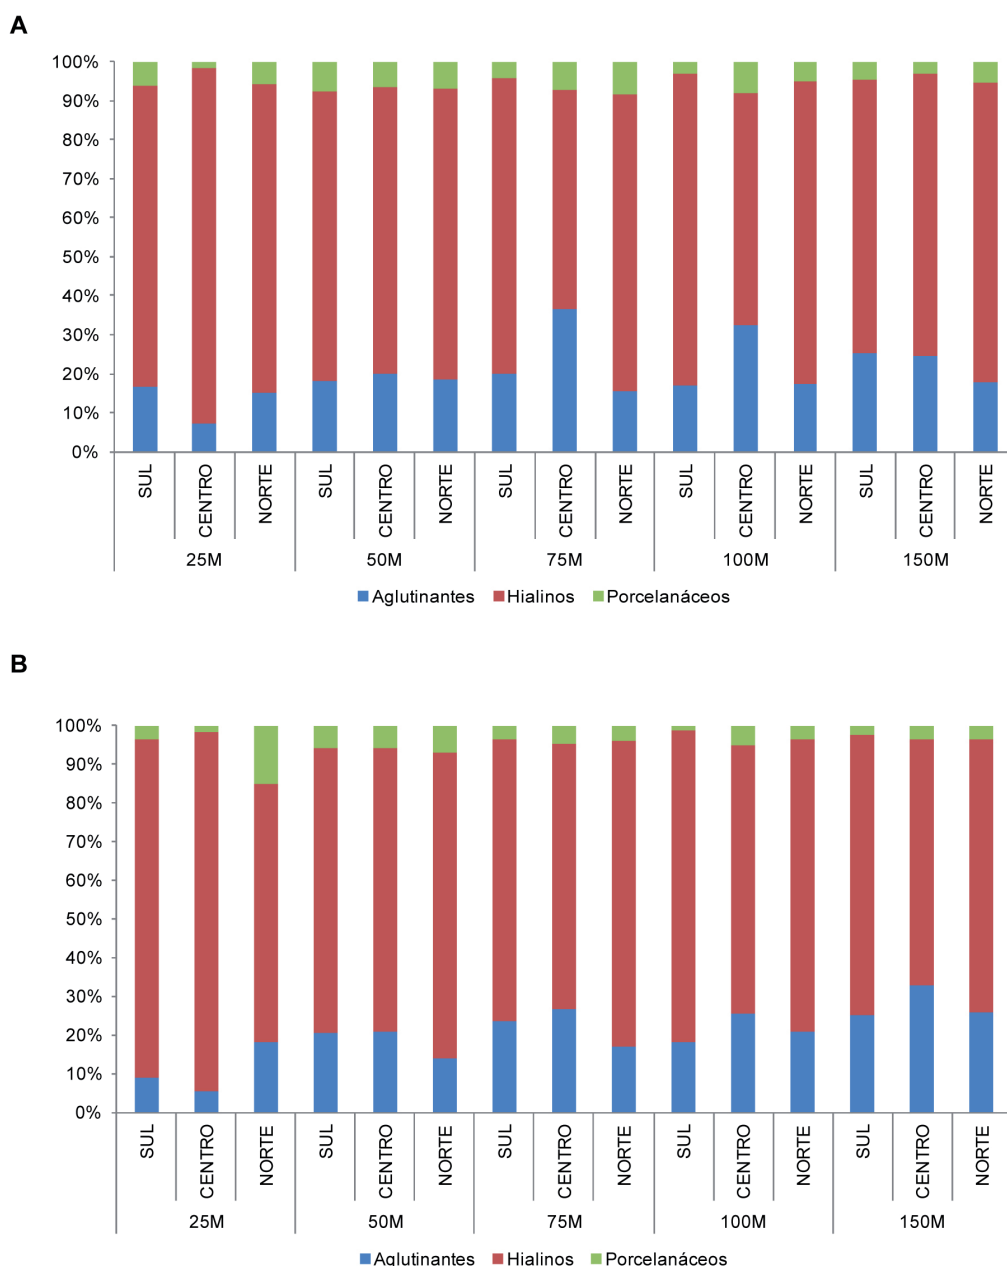 A
100%
90%
80%
70%
60%
50%
40%
30%
20%
10%
0%
SUL CENTRO NORTE SUL CENTRO NORTE SUL CENTRO NORTE SUL CENTRO NORTE SUL CENTRO NORTE
25M 50M 75M 100M 150M
Aglutinantes Hialinos Porcelanáceos
B
100%
90%
80%
70%
60%
50%
40%
30%
20%
10%
0%
SUL CENTRO NORTE SUL CENTRO NORTE SUL CENTRO NORTE SUL CENTRO NORTE SUL CENTRO NORTE
25M 50M 75M 100M 150M
Aglutinantes Hialinos Porcelanáceos